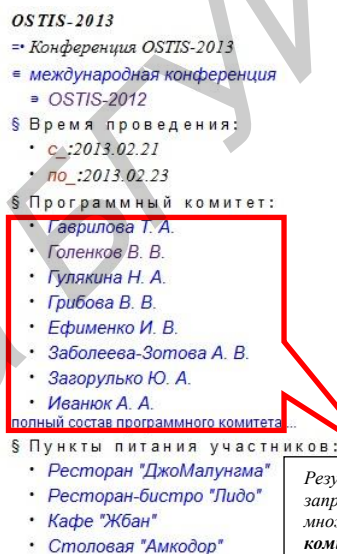 OSTIS-2013
=• Конференция OSTIS-2013
∍ международная конференция
∍ OSTIS-2012
§ Время проведения:
• с_:2013.02.21
• по_:2013.02.23
§ Программный комитет:
• Гаврилова Т. А.
• Голенков В. В.
• Гулякина Н. А.
• Грибова В. В.
• Ефименко И. В.
• Заболеева-Зотова А. В.
• Загорулько Ю. А.
• Иванюк А. А.
полный состав программного комитета...
§ Пункты питания участников:
• Ресторан "ДжоМалунгма"
• Ресторан-бистро "Лидо"
• Кафе "Жбан"
• Столовая "Амкодор"